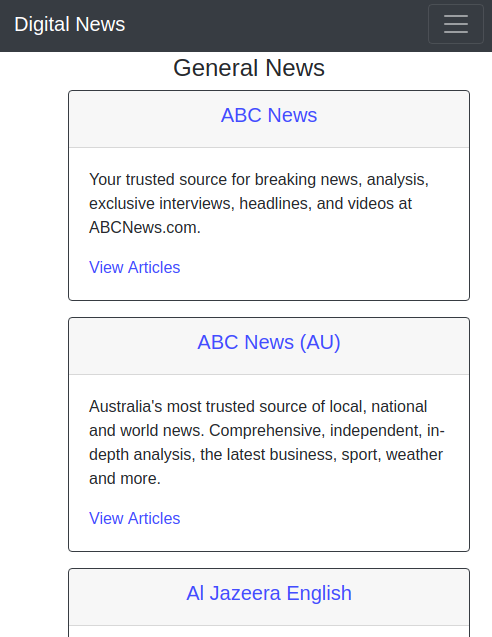 Digital News
General News
ABC News
Your trusted source for breaking news, analysis,
exclusive interviews, headlines, and videos at
ABCNews.com.
View Articles
ABC News (AU)
Australia's most trusted source of local, national
and world news. Comprehensive, independent, in-
depth analysis, the latest business, sport, weather
and more.
View Articles
Al Jazeera English